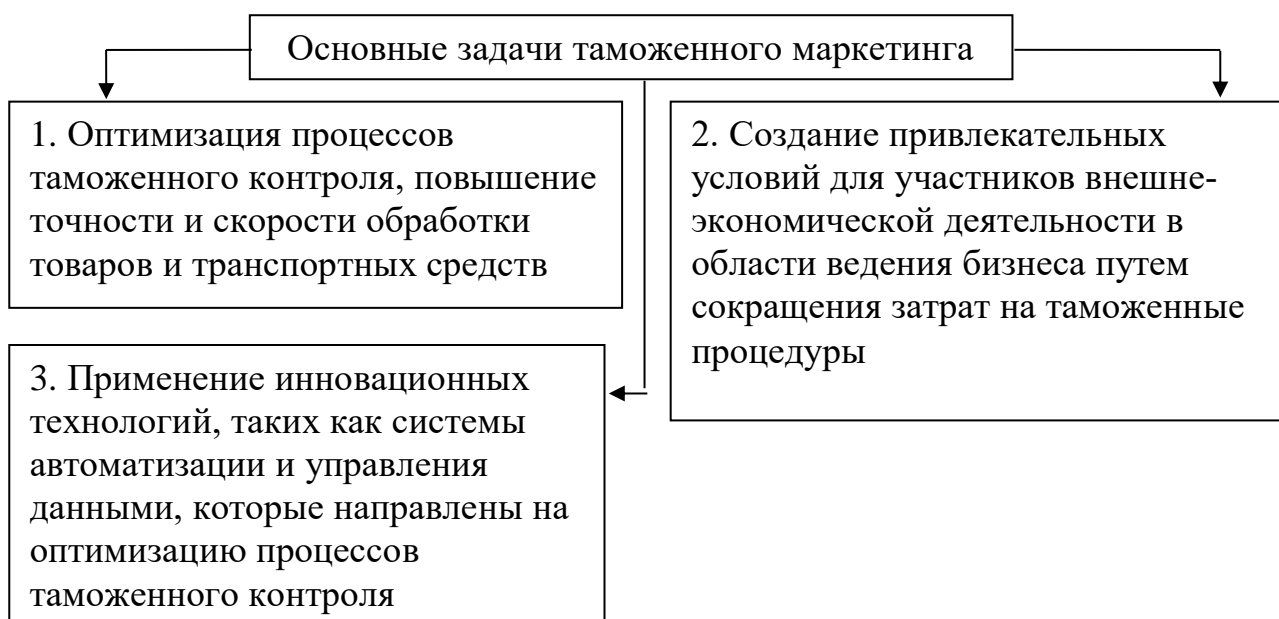 Основные задачи таможенного маркетинга
1. Оптимизация процессов
таможенного контроля, повышение
точности и скорости обработки
товаров и транспортных средств
2. Создание привлекательных
условий для участников внешне-
экономической деятельности в
области ведения бизнеса путем
сокращения затрат на таможенные
процедуры
3. Применение инновационных
технологий, таких как системы
автоматизации и управления
данными, которые направлены на
оптимизацию процессов
таможенного контроля